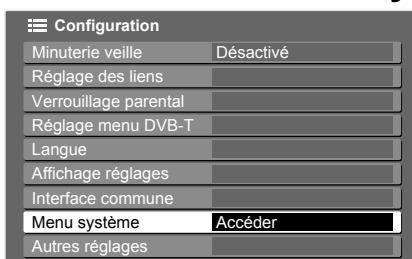 Configuration
Minuterie veille Désactivé
Réglage des liens
Verrouillage parental
Réglage menu DVB-T
Langue
Affichage réglages
Interface commune
Menu système Accéder
Autres réglages